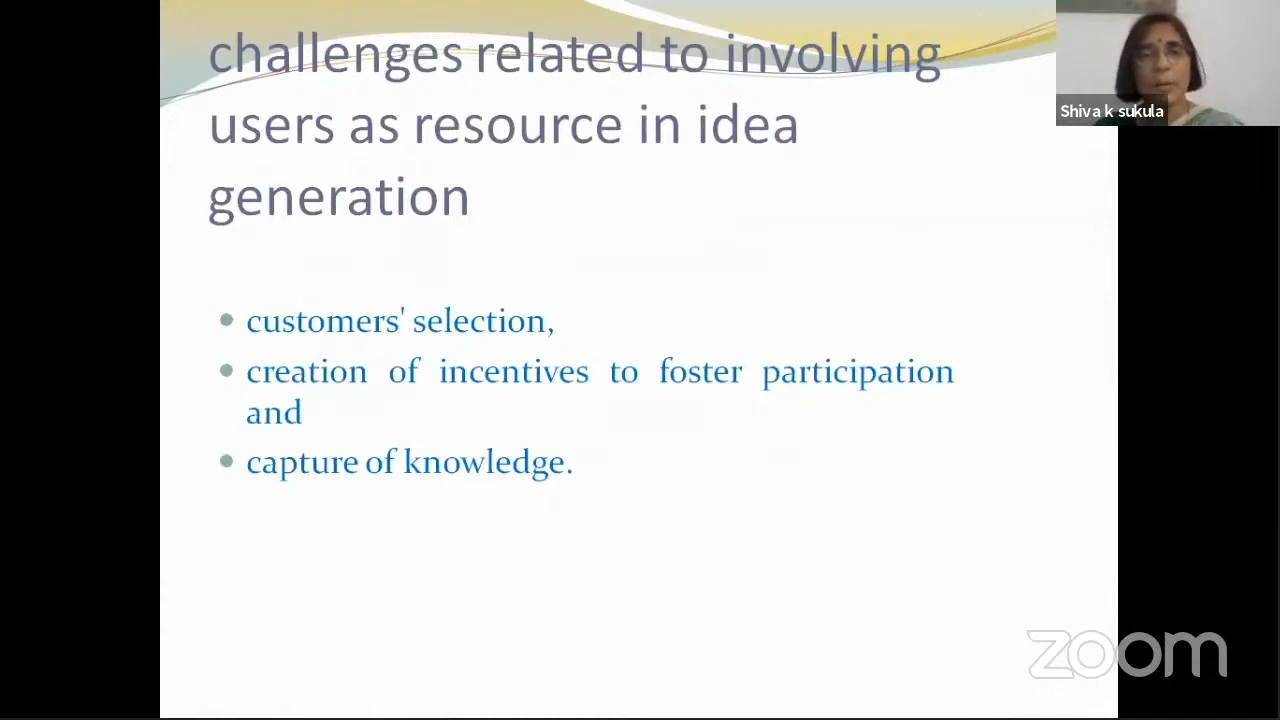 challenges related to involving
users as resource in idea
generation
customers' selection,
creation of incentives to foster participation
and
capture of knowledge.
Shiva k sukula
zoom